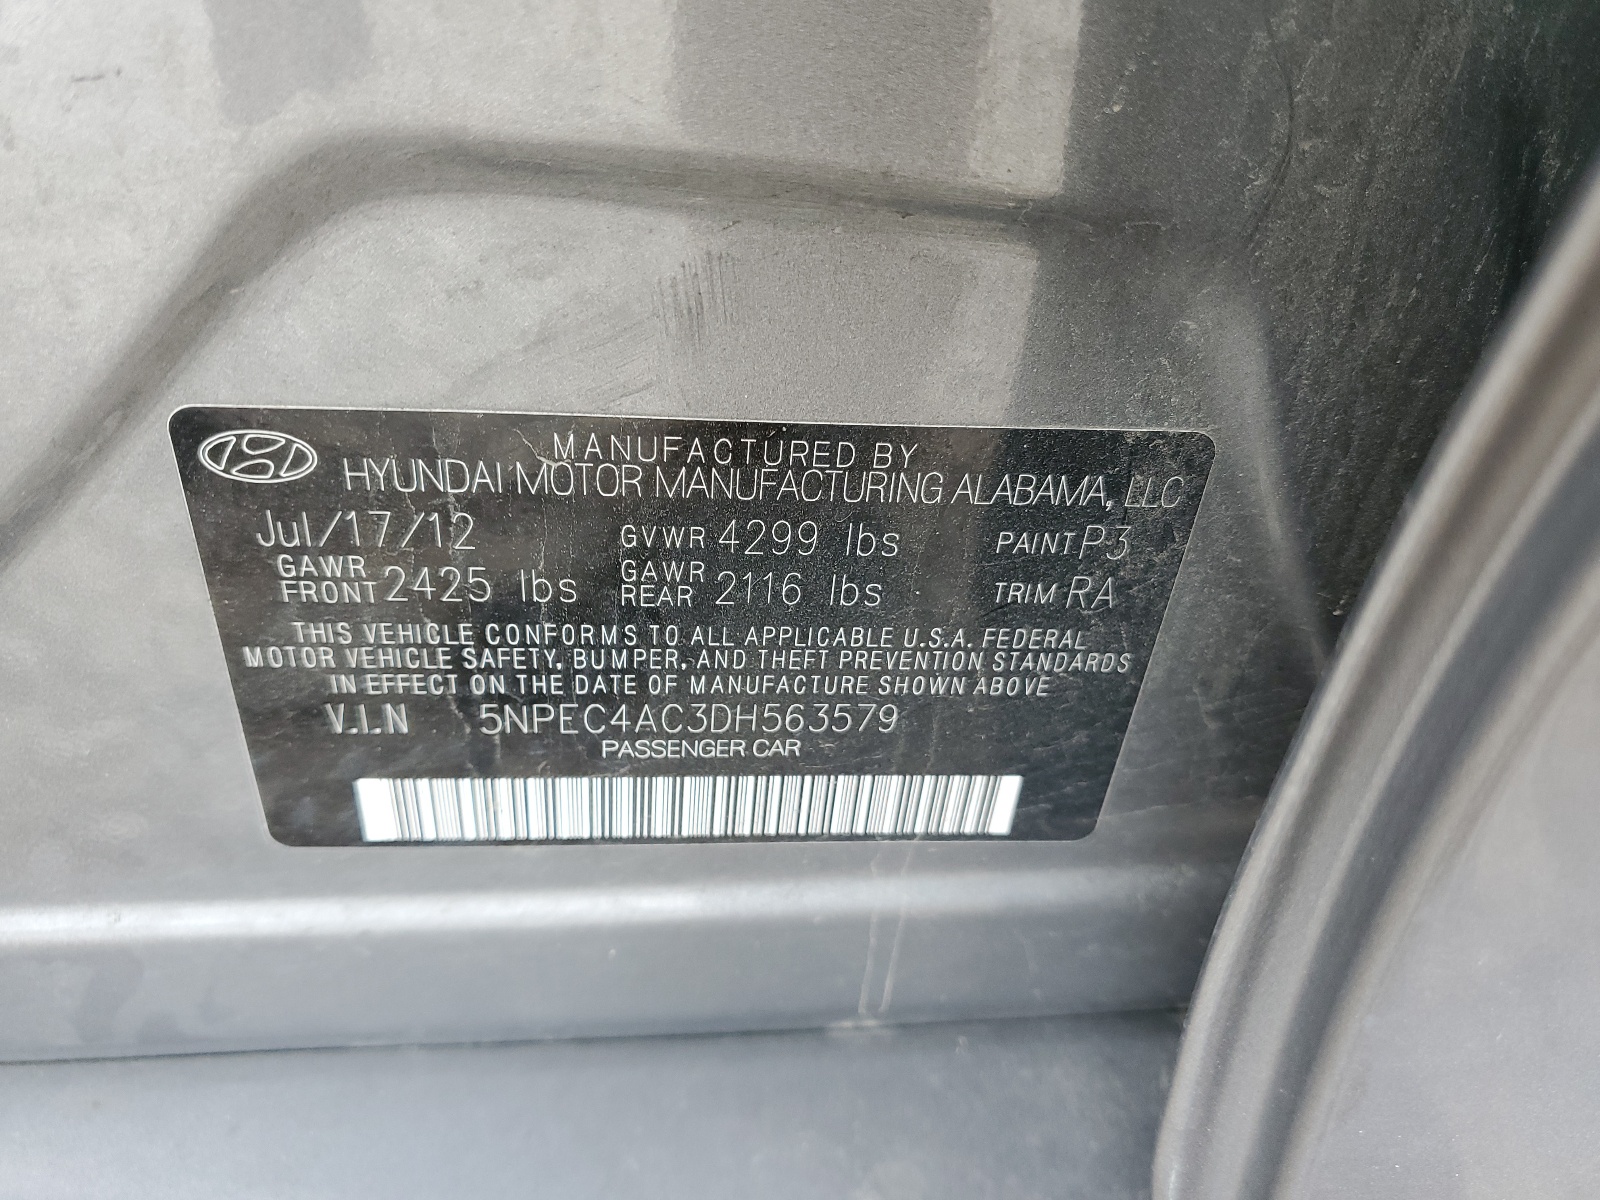 MANUFACTURED BY
HYUNDAI MOTOR MANUFACTURING ALABAMA, LLC
Jul/17/12 GVWR 4299 lbs PAINT P3
GAWR FRONT 2425 lbs GAWR REAR 2116 lbs TRIM RA
THIS VEHICLE CONFORMS TO ALL APPLICABLE U.S.A. FEDERAL
MOTOR VEHICLE SAFETY, BUMPER, AND THEFT PREVENTION STANDARDS
IN EFFECT ON THE DATE OF MANUFACTURE SHOWN ABOVE
V.I.N 5NPEC4AC3DH563579
PASSENGER CAR